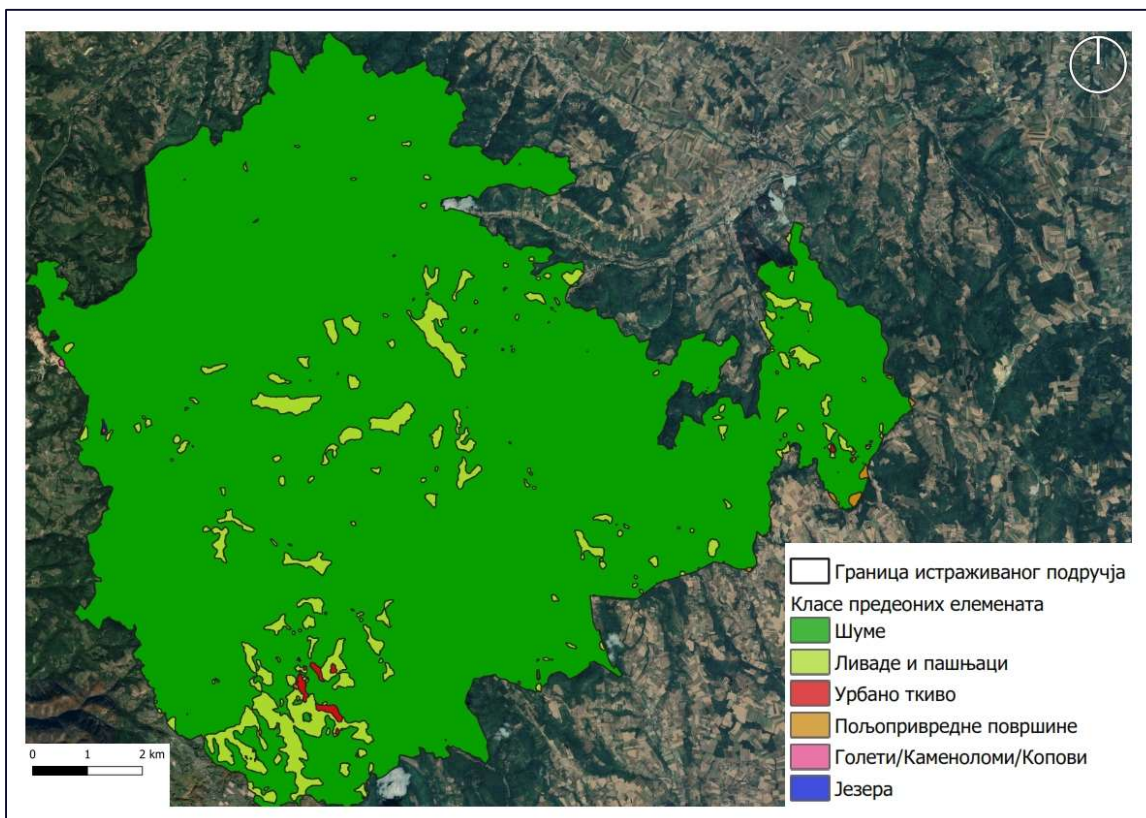 Граница истраживаног подручја
Класе предеоних елемената
Шуме
Ливаде и пашњаци
Урбано ткиво
Пољопривредне површине
Голети/Каменоломи/Копови
Језера
0 1 2 km